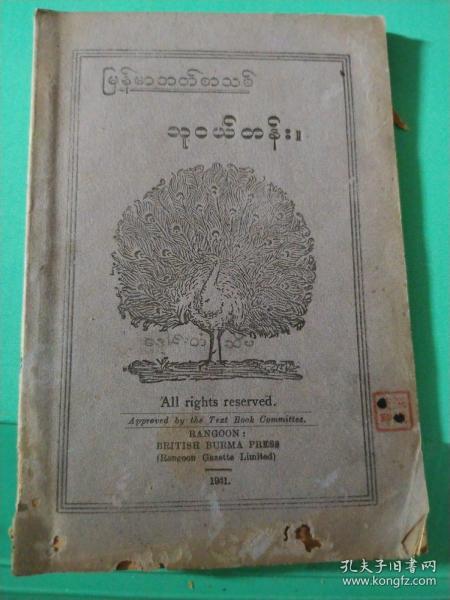 မြန်မာဘတ်စာသစ်
သူငယ်တန်း။
All rights reserved.
Approved by the Text Book Committee.
RANGOON:
BRITISH BURMA PRESS
(Rangoon Gazette Limited)
1941.
孔夫子旧书网
www.kongfz.com